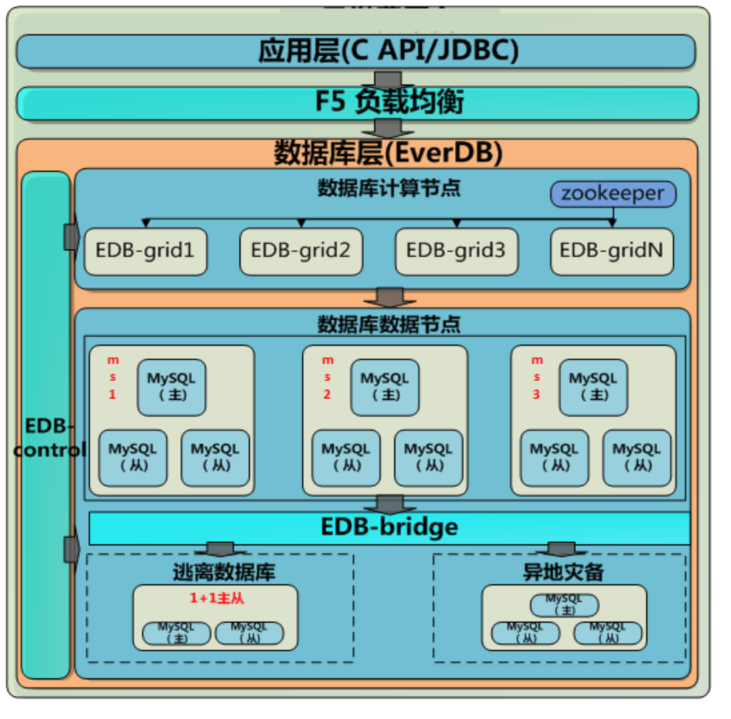 应用层(C API/JDBC)
F5 负载均衡
数据库层(EverDB)
数据库计算节点
zookeeper
EDB-grid1
EDB-grid2
EDB-grid3
EDB-gridN
EDB-
control
数据库数据节点
m
s
1
MySQL
（主）
MySQL
（从）
MySQL
（从）
m
s
2
MySQL
（主）
MySQL
（从）
MySQL
（从）
m
s
3
MySQL
（主）
MySQL
（从）
MySQL
（从）
EDB-bridge
逃离数据库
1+1主从
MySQL
（主）
MySQL
（从）
异地灾备
MySQL
（主）
MySQL
（从）
MySQL
（从）